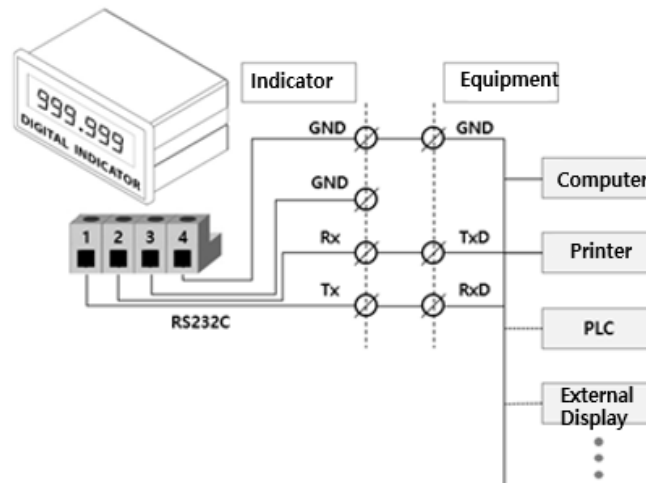 Indicator
Equipment
999.999
DIGITAL INDICATOR
GND
GND
GND
Computer
1 2 3 4
Rx
TxD
Printer
Tx
RxD
RS232C
PLC
External
Display